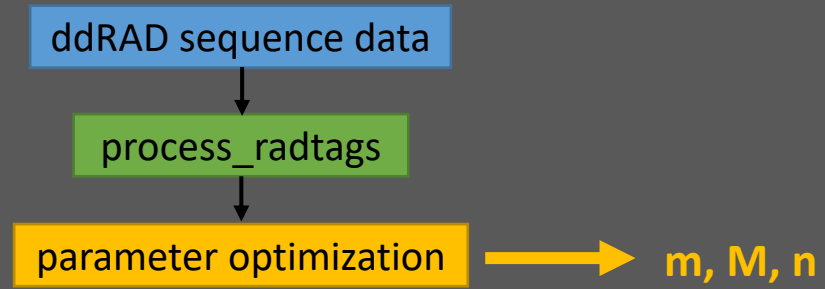 ddRAD sequence data
process_radtags
parameter optimization
m, M, n